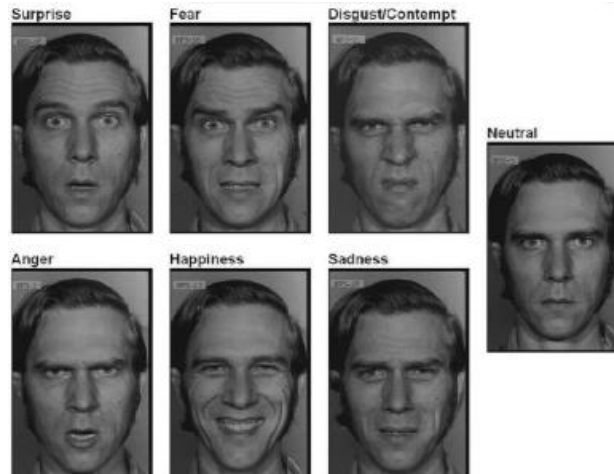 Surprise
Fear
Disgust/Contempt
Neutral
Anger
Happiness
Sadness